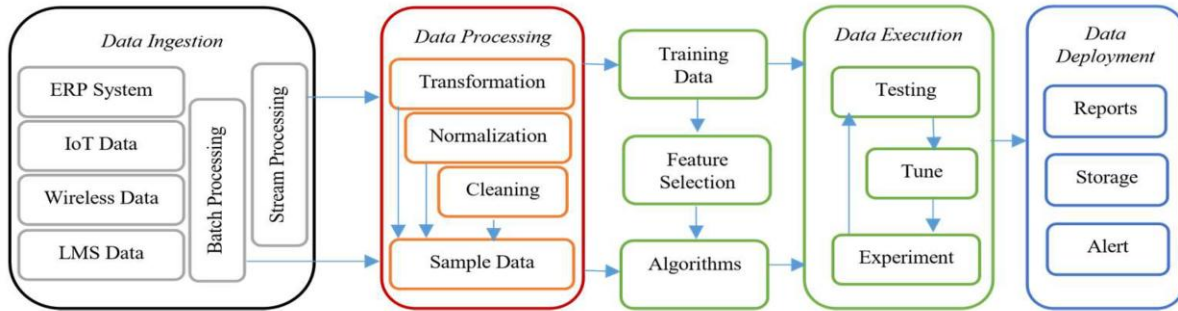 Data Ingestion
ERP System
IoT Data
Wireless Data
LMS Data
Batch Processing
Stream Processing
Data Processing
Transformation
Normalization
Cleaning
Sample Data
Training
Data
Feature
Selection
Algorithms
Data Execution
Testing
Tune
Experiment
Data
Deployment
Reports
Storage
Alert